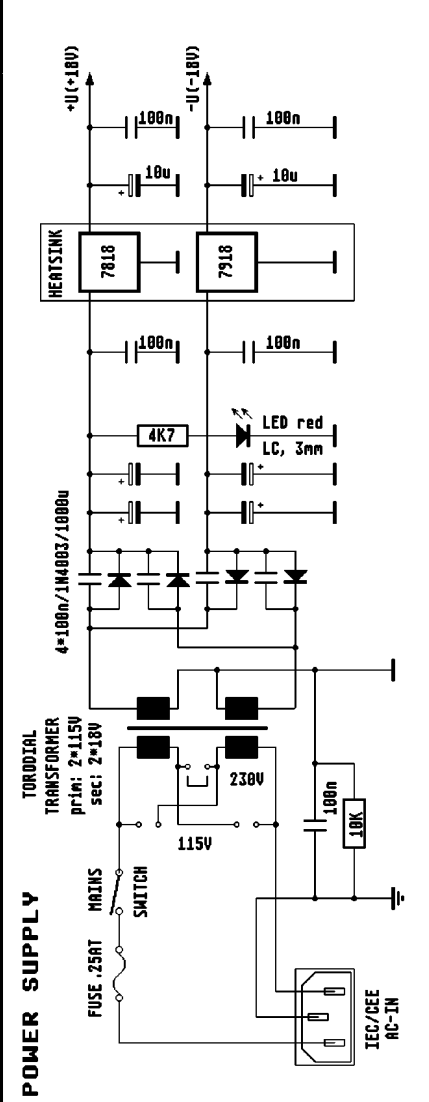 POWER SUPPLY
FUSE .25AT
MAINS
SWITCH
IEC/CEE
AC-IN
TORODIAL
TRANSFORMER
prim: 2*115V
sec: 2*18V
115V
230V
100n
10K
4*100n/1N4003/1000u
4K7
LED red
LC, 3mm
+
+
+
+
100n
100n
HEATSINK
7818
7918
+
10u
+
10u
100n
100n
+U(+18V)
-U(-18V)